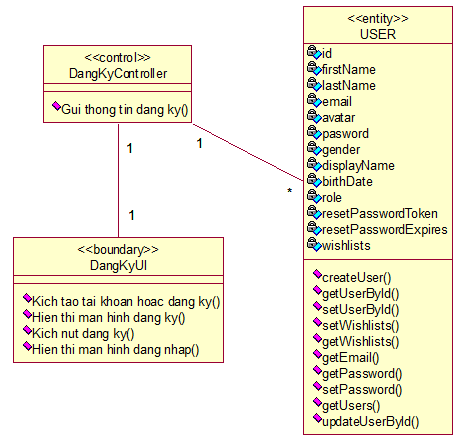 <<control>>
DangKyController
Gui thong tin dang ky()
1
1
1
*
<<boundary>>
DangKyUI
Kich tao tai khoan hoac dang ky()
Hien thi man hinh dang ky()
Kich nut dang ky()
Hien thi man hinh dang nhap()
<<entity>>
USER
id
firstName
lastName
email
avatar
pasword
gender
displayName
birthDate
role
resetPasswordToken
resetPasswordExpires
wishlists
createUser()
getUserById()
setUserById()
setWishlists()
getWishlists()
getEmail()
getPassword()
setPassword()
getUsers()
updateUserById()